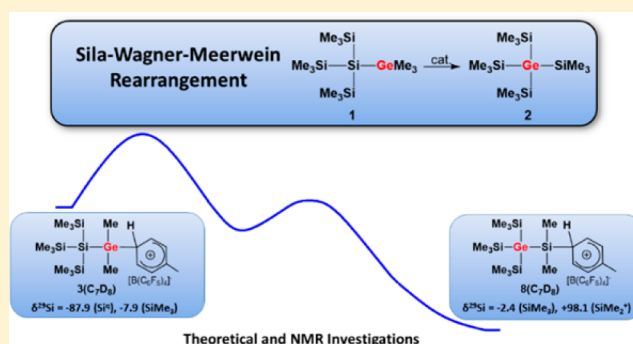 Sila-Wagner-Meerwein
Rearrangement
Me₃Si
Me₃Si—Si—GeMe₃
Me₃Si
1
cat.
Me₃Si
Me₃Si—Ge—SiMe₃
Me₃Si
2
Me₃Si Me H
Me₃Si—Si—Ge
Me₃Si Me
[B(C₆F₅)₄]⁻
3(C₇D₈)
δ²⁹Si = -87.9 (Siᑫ), -7.9 (SiMe₃)
Me₃Si Me H
Me₃Si—Ge—Si
Me₃Si Me
[B(C₆F₅)₄]⁻
8(C₇D₈)
δ²⁹Si = -2.4 (SiMe₃), +98.1 (SiMe₂⁺)
Theoretical and NMR Investigations